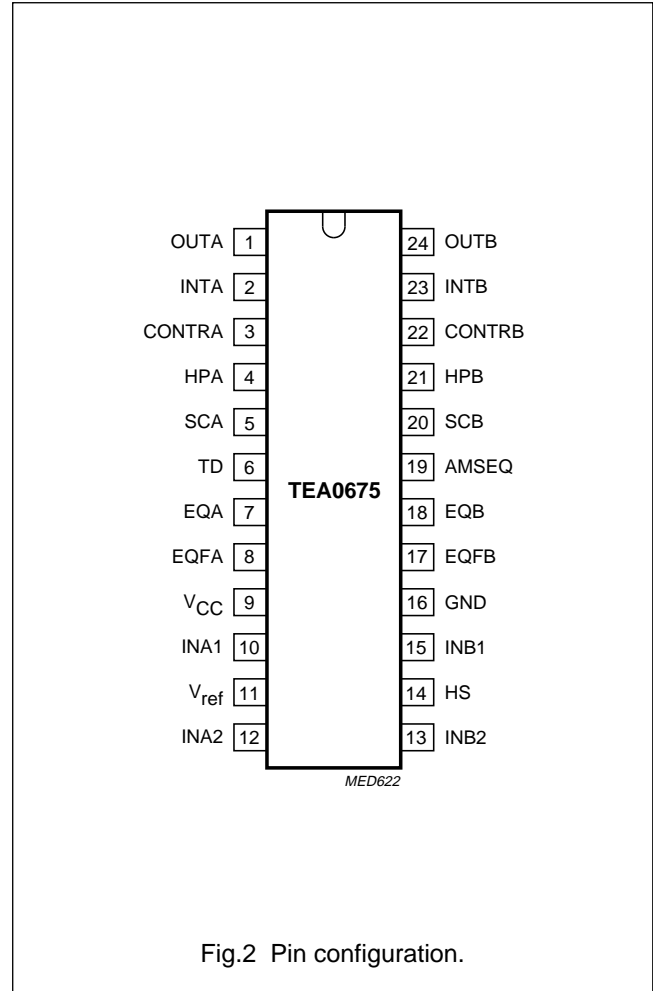 OUTA 1 24 OUTB
INTA 2 23 INTB
CONTRA 3 22 CONTRB
HPA 4 21 HPB
SCA 5 20 SCB
TD 6 19 AMSEQ
TEA0675
EQA 7 18 EQB
EQFA 8 17 EQFB
VCC 9 16 GND
INA1 10 15 INB1
Vref 11 14 HS
INA2 12 13 INB2
MED622
Fig.2 Pin configuration.